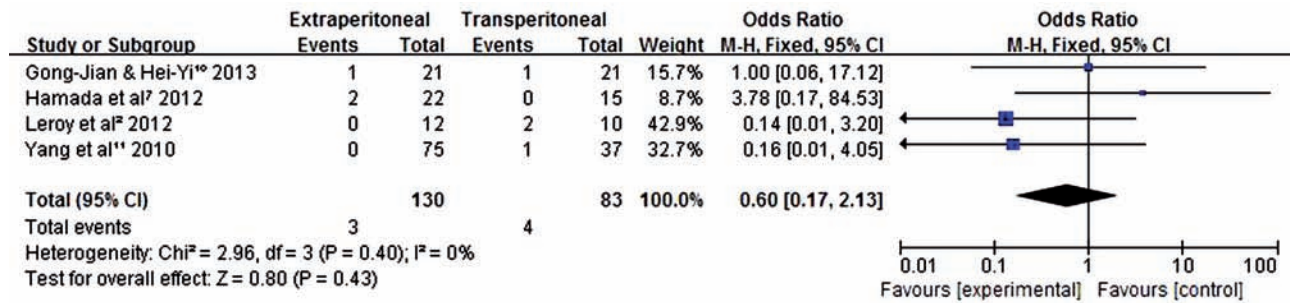 Extraperitoneal Transperitoneal Odds Ratio Odds Ratio
Study or Subgroup Events Total Events Total Weight M-H, Fixed, 95% CI M-H, Fixed, 95% CI
Gong-Jian & Hei-Yi¹⁰ 2013 1 21 1 21 15.7% 1.00 [0.06, 17.12]
Hamada et al⁷ 2012 2 22 0 15 8.7% 3.78 [0.17, 84.53]
Leroy et al² 2012 0 12 2 10 42.9% 0.14 [0.01, 3.20]
Yang et al¹¹ 2010 0 75 1 37 32.7% 0.16 [0.01, 4.05]
Total (95% CI) 130 83 100.0% 0.60 [0.17, 2.13]
Total events 3 4
Heterogeneity: Chi² = 2.96, df = 3 (P = 0.40); I² = 0%
Test for overall effect: Z = 0.80 (P = 0.43)
0.01 0.1 1 10 100
Favours [experimental] Favours [control]